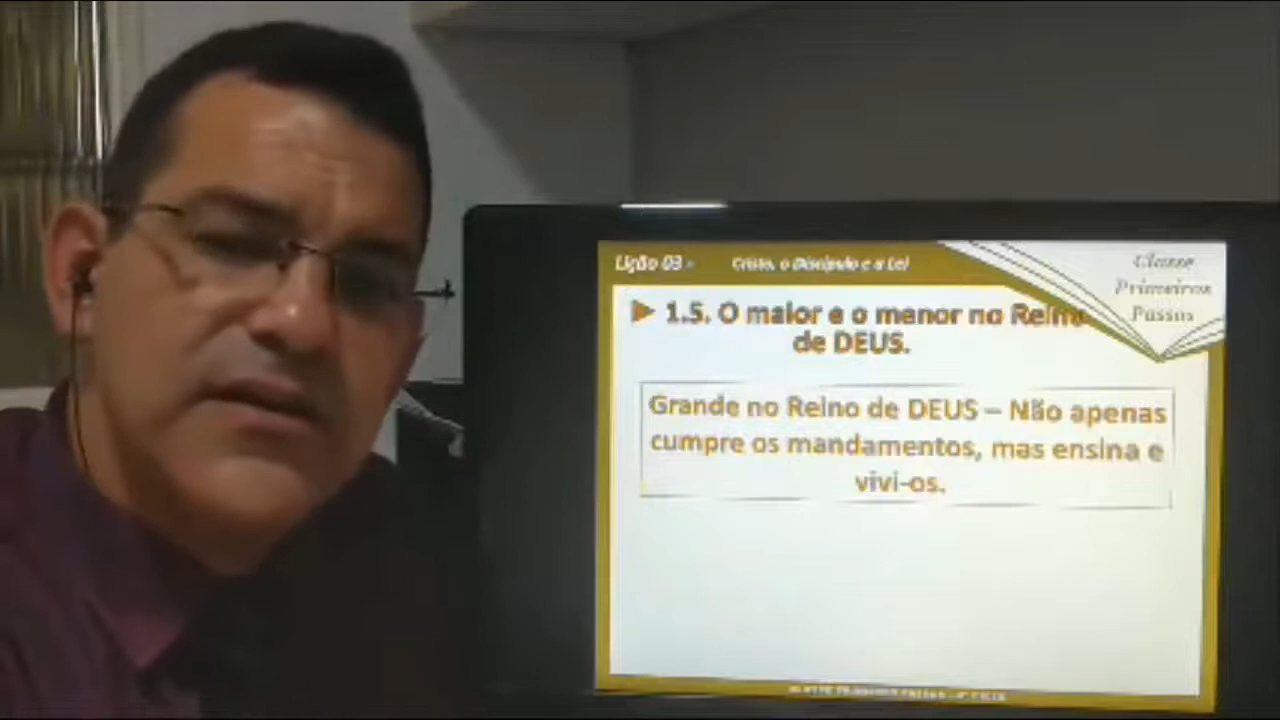 Lição 03 - Cristo, o Discípulo e a Lei
Classe
Primeiros
Passos
► 1.5. O maior e o menor no Reino
de DEUS.
Grande no Reino de DEUS – Não apenas
cumpre os mandamentos, mas ensina e
vivi-os.